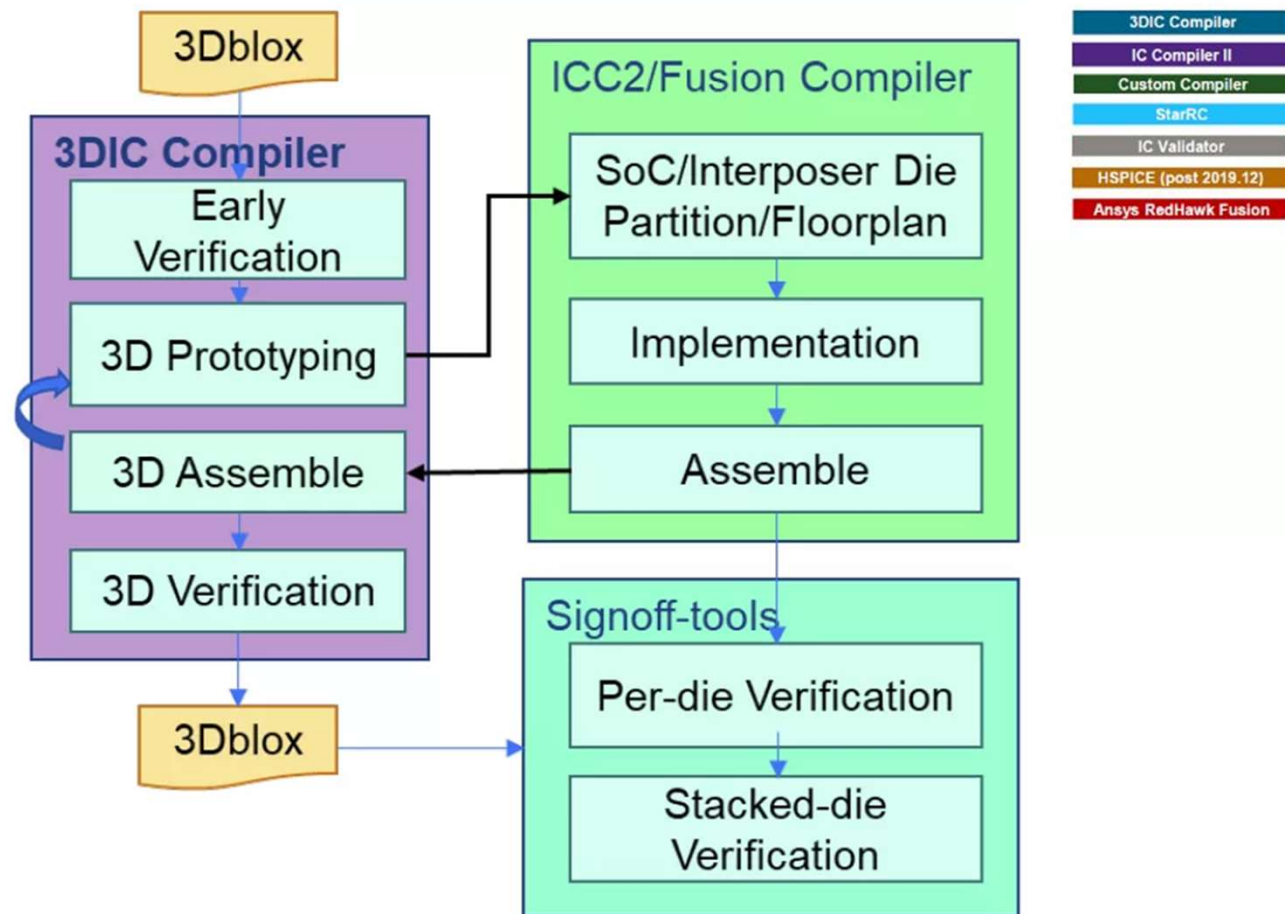 3Dblox
3DIC Compiler
Early
Verification
3D Prototyping
3D Assemble
3D Verification
3Dblox
ICC2/Fusion Compiler
SoC/Interposer Die
Partition/Floorplan
Implementation
Assemble
Signoff-tools
Per-die Verification
Stacked-die
Verification
3DIC Compiler
IC Compiler II
Custom Compiler
StarRC
IC Validator
HSPICE (post 2019.12)
Ansys RedHawk Fusion